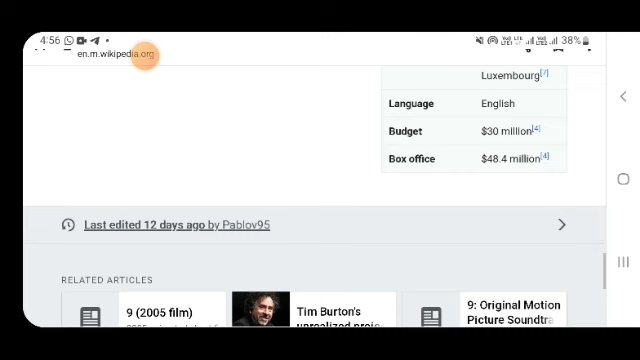 4:56 38%
en.m.wikipedia.org
Luxembourg[7]
Language English
Budget $30 million[4]
Box office $48.4 million[4]
Last edited 12 days ago by Pablov95
RELATED ARTICLES
9 (2005 film)
Tim Burton's
9: Original Motion
Picture Soundtra